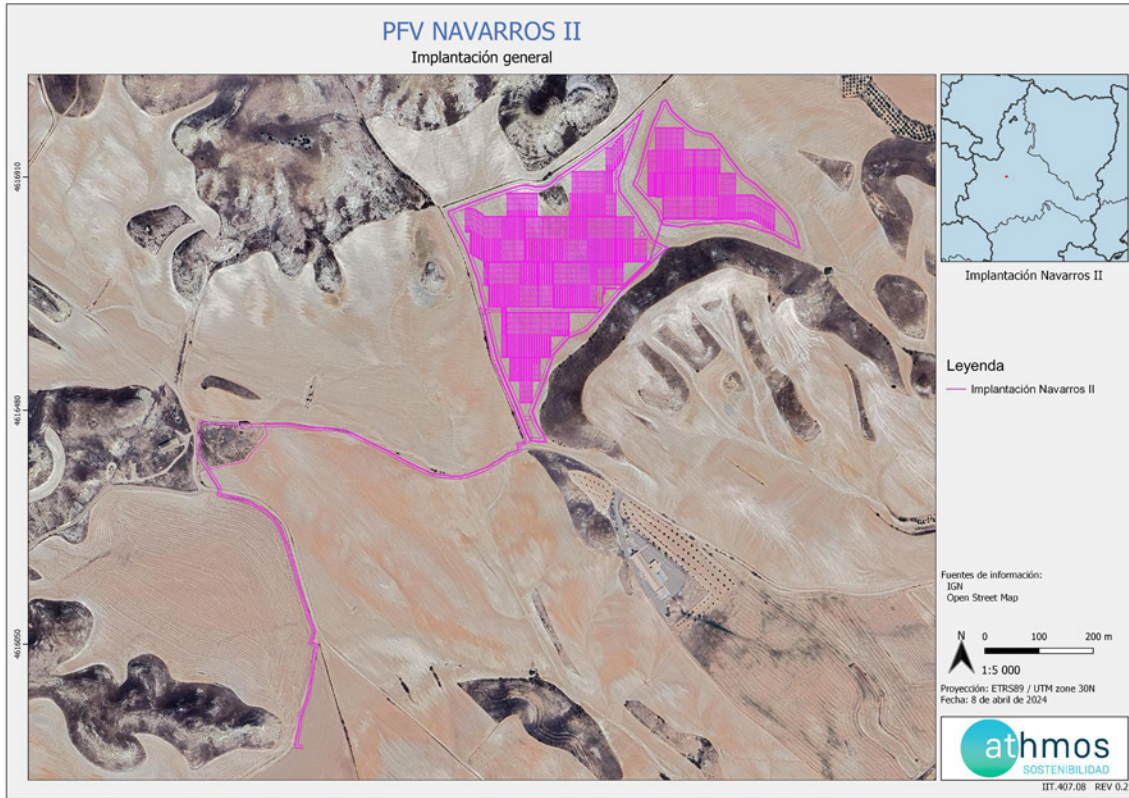 PFV NAVARROS II
Implantación general
4616910
4616480
4616050
Implantación Navarros II
Leyenda
Implantación Navarros II
Fuentes de información:
IGN
Open Street Map
N
0 100 200 m
1:5 000
Proyección: ETRS89 / UTM zone 30N
Fecha: 8 de abril de 2024
athmos
SOSTENIBILIDAD
IIT.407.08 REV 0.2